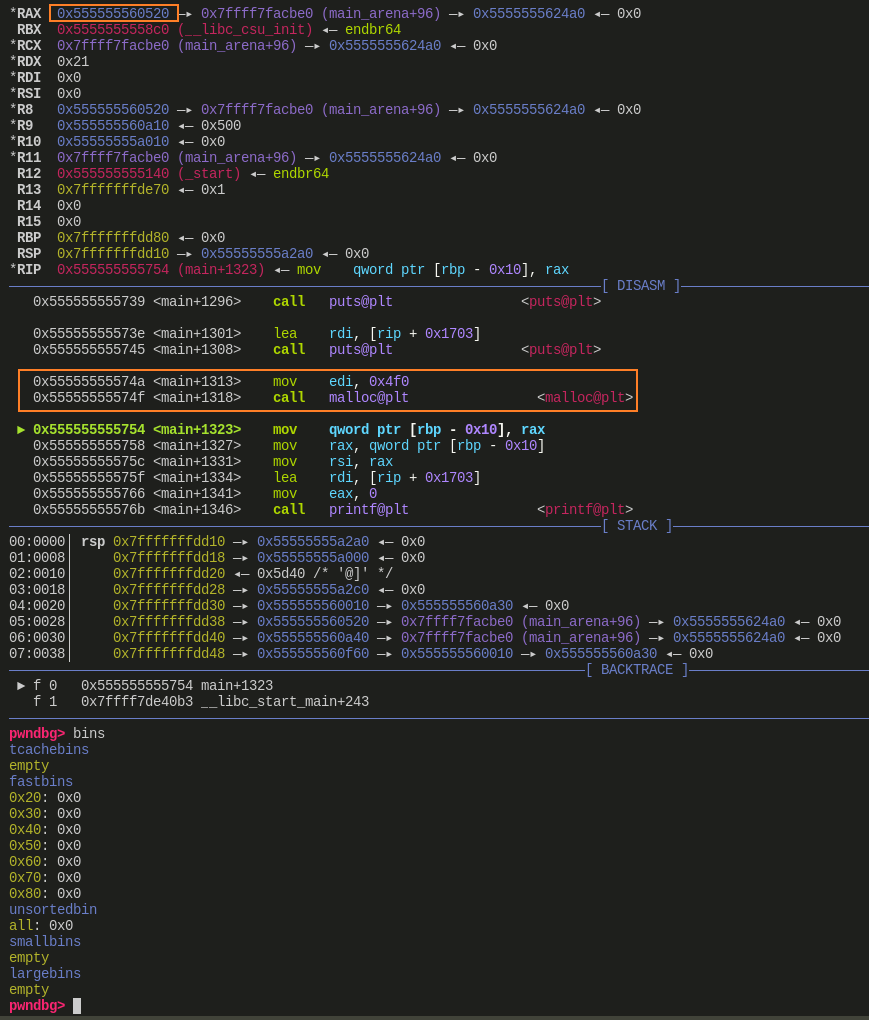 *RAX  0x555555560520 —▸ 0x7ffff7facbe0 (main_arena+96) —▸ 0x5555555624a0 ◂— 0x0
 RBX  0x5555555558c0 (__libc_csu_init) ◂— endbr64
*RCX  0x7ffff7facbe0 (main_arena+96) —▸ 0x5555555624a0 ◂— 0x0
*RDX  0x21
*RDI  0x0
*RSI  0x0
*R8   0x555555560520 —▸ 0x7ffff7facbe0 (main_arena+96) —▸ 0x5555555624a0 ◂— 0x0
*R9   0x555555560a10 ◂— 0x500
*R10  0x55555555a010 ◂— 0x0
*R11  0x7ffff7facbe0 (main_arena+96) —▸ 0x5555555624a0 ◂— 0x0
 R12  0x555555555140 (_start) ◂— endbr64
 R13  0x7fffffffde70 ◂— 0x1
 R14  0x0
 R15  0x0
 RBP  0x7fffffffdd80 ◂— 0x0
 RSP  0x7fffffffdd10 —▸ 0x55555555a2a0 ◂— 0x0
*RIP  0x555555555754 (main+1323) ◂— mov    qword ptr [rbp - 0x10], rax
[ DISASM ]
   0x555555555739 <main+1296>    call   puts@plt                <puts@plt>
   0x55555555573e <main+1301>    lea    rdi, [rip + 0x1703]
   0x555555555745 <main+1308>    call   puts@plt                <puts@plt>
   0x55555555574a <main+1313>    mov    edi, 0x4f0
   0x55555555574f <main+1318>    call   malloc@plt                <malloc@plt>
 ► 0x555555555754 <main+1323>    mov    qword ptr [rbp - 0x10], rax
   0x555555555758 <main+1327>    mov    rax, qword ptr [rbp - 0x10]
   0x55555555575c <main+1331>    mov    rsi, rax
   0x55555555575f <main+1334>    lea    rdi, [rip + 0x1703]
   0x555555555766 <main+1341>    mov    eax, 0
   0x55555555576b <main+1346>    call   printf@plt                <printf@plt>
[ STACK ]
00:0000│ rsp 0x7fffffffdd10 —▸ 0x55555555a2a0 ◂— 0x0
01:0008│     0x7fffffffdd18 —▸ 0x55555555a000 ◂— 0x0
02:0010│     0x7fffffffdd20 ◂— 0x5d40 /* '@]' */
03:0018│     0x7fffffffdd28 —▸ 0x55555555a2c0 ◂— 0x0
04:0020│     0x7fffffffdd30 —▸ 0x555555560010 —▸ 0x555555560a30 ◂— 0x0
05:0028│     0x7fffffffdd38 —▸ 0x555555560520 —▸ 0x7ffff7facbe0 (main_arena+96) —▸ 0x5555555624a0 ◂— 0x0
06:0030│     0x7fffffffdd40 —▸ 0x555555560a40 —▸ 0x7ffff7facbe0 (main_arena+96) —▸ 0x5555555624a0 ◂— 0x0
07:0038│     0x7fffffffdd48 —▸ 0x555555560f60 —▸ 0x555555560010 —▸ 0x555555560a30 ◂— 0x0
[ BACKTRACE ]
 ► f 0   0x555555555754 main+1323
   f 1   0x7ffff7de40b3 __libc_start_main+243
pwndbg> bins
tcachebins
empty
fastbins
0x20: 0x0
0x30: 0x0
0x40: 0x0
0x50: 0x0
0x60: 0x0
0x70: 0x0
0x80: 0x0
unsortedbin
all: 0x0
smallbins
empty
largebins
empty
pwndbg>